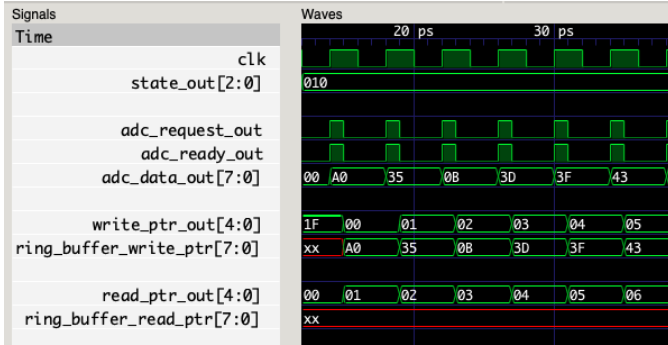 Signals Waves
Time 20 ps 30 ps
clk
state_out[2:0] 010
adc_request_out
adc_ready_out
adc_data_out[7:0] 00 A0 35 0B 3D 3F 43
write_ptr_out[4:0] 1F 00 01 02 03 04 05
ring_buffer_write_ptr[7:0] xx A0 35 0B 3D 3F 43
read_ptr_out[4:0] 00 01 02 03 04 05 06
ring_buffer_read_ptr[7:0] xx